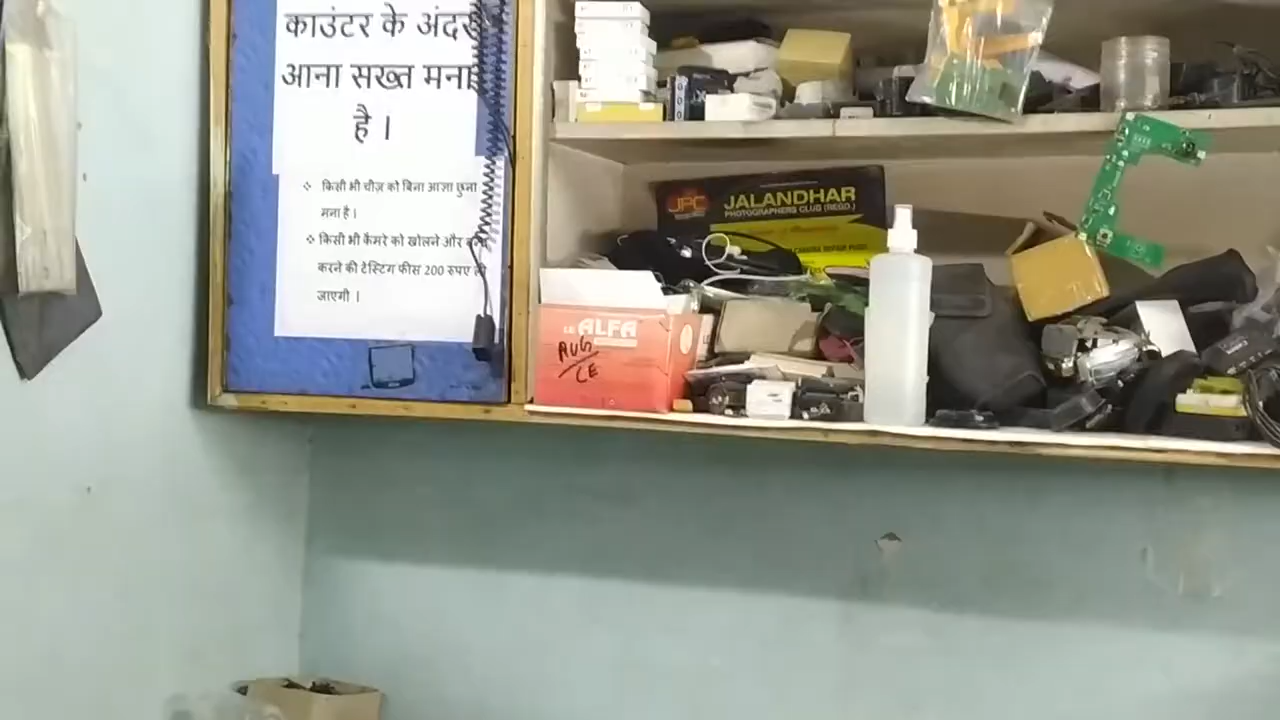 काउंटर के अंदर
आना सख्त मना
है ।
❖ किसी भी चीज़ को बिना आज्ञा छुना
मना है ।
❖ किसी भी कैमरे को खोलने और
करने की टेस्टिंग फीस 200 रुपए ली
जाएगी ।
JPC
JALANDHAR
PHOTOGRAPHERS CLUB (REGD.)
LE ALFA
AUG
CE